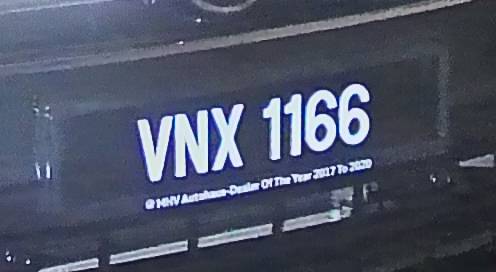 VNX 1166
@ MHV Autohaus-Dealer Of The Year 2017 To 2020